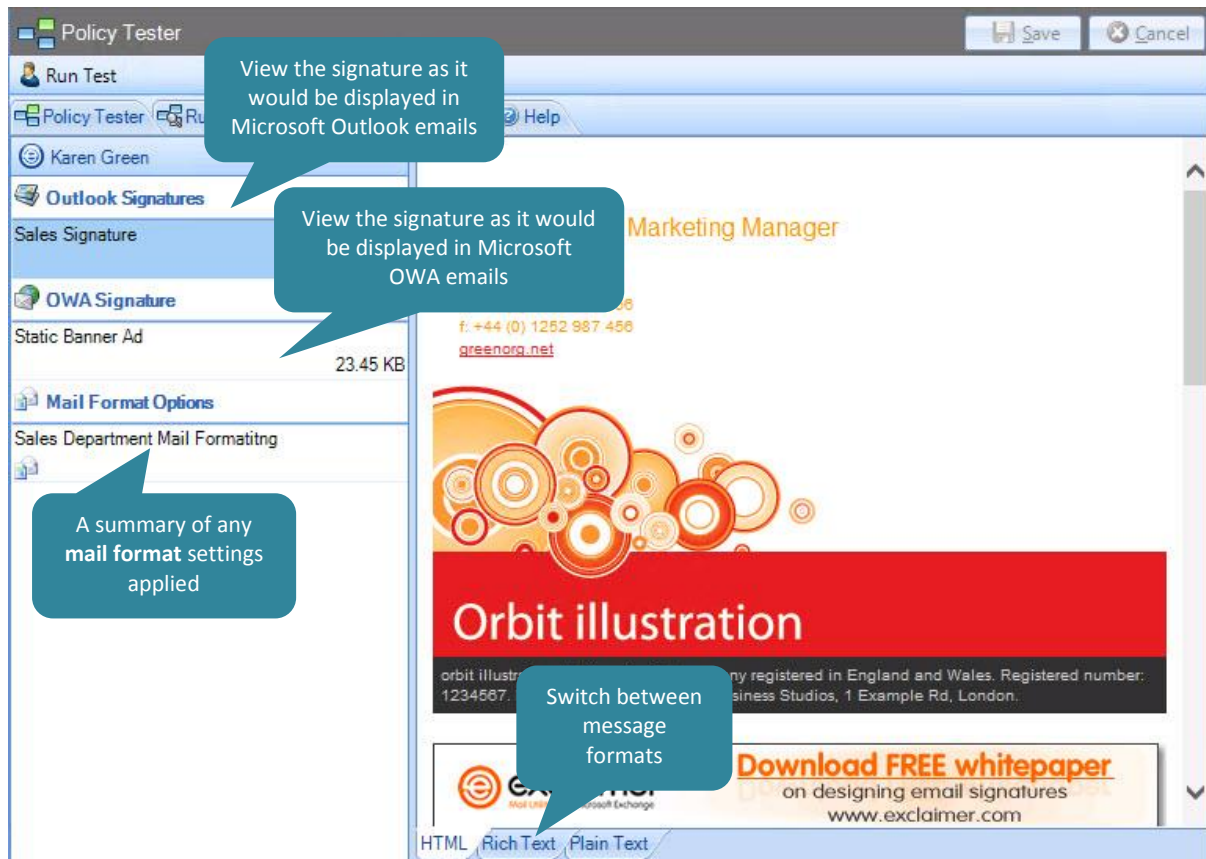 Policy Tester
Save
Cancel
Run Test
View the signature as it
would be displayed in
Microsoft Outlook emails
Policy Tester
Help
Karen Green
Outlook Signatures
Sales Signature
View the signature as it would
be displayed in Microsoft
OWA emails
Marketing Manager
OWA Signature
Static Banner Ad
23.45 KB
f: +44 (0) 1252 987 456
greenorg.net
Mail Format Options
Sales Department Mail Formatitng
A summary of any
mail format settings
applied
Orbit illustration
orbit registered in England and Wales. Registered number:
1234567. Studios, 1 Example Rd, London.
Switch between
message
formats
Download FREE whitepaper
on designing email signatures
www.exclaimer.com
Exchange
HTML
Rich Text
Plain Text